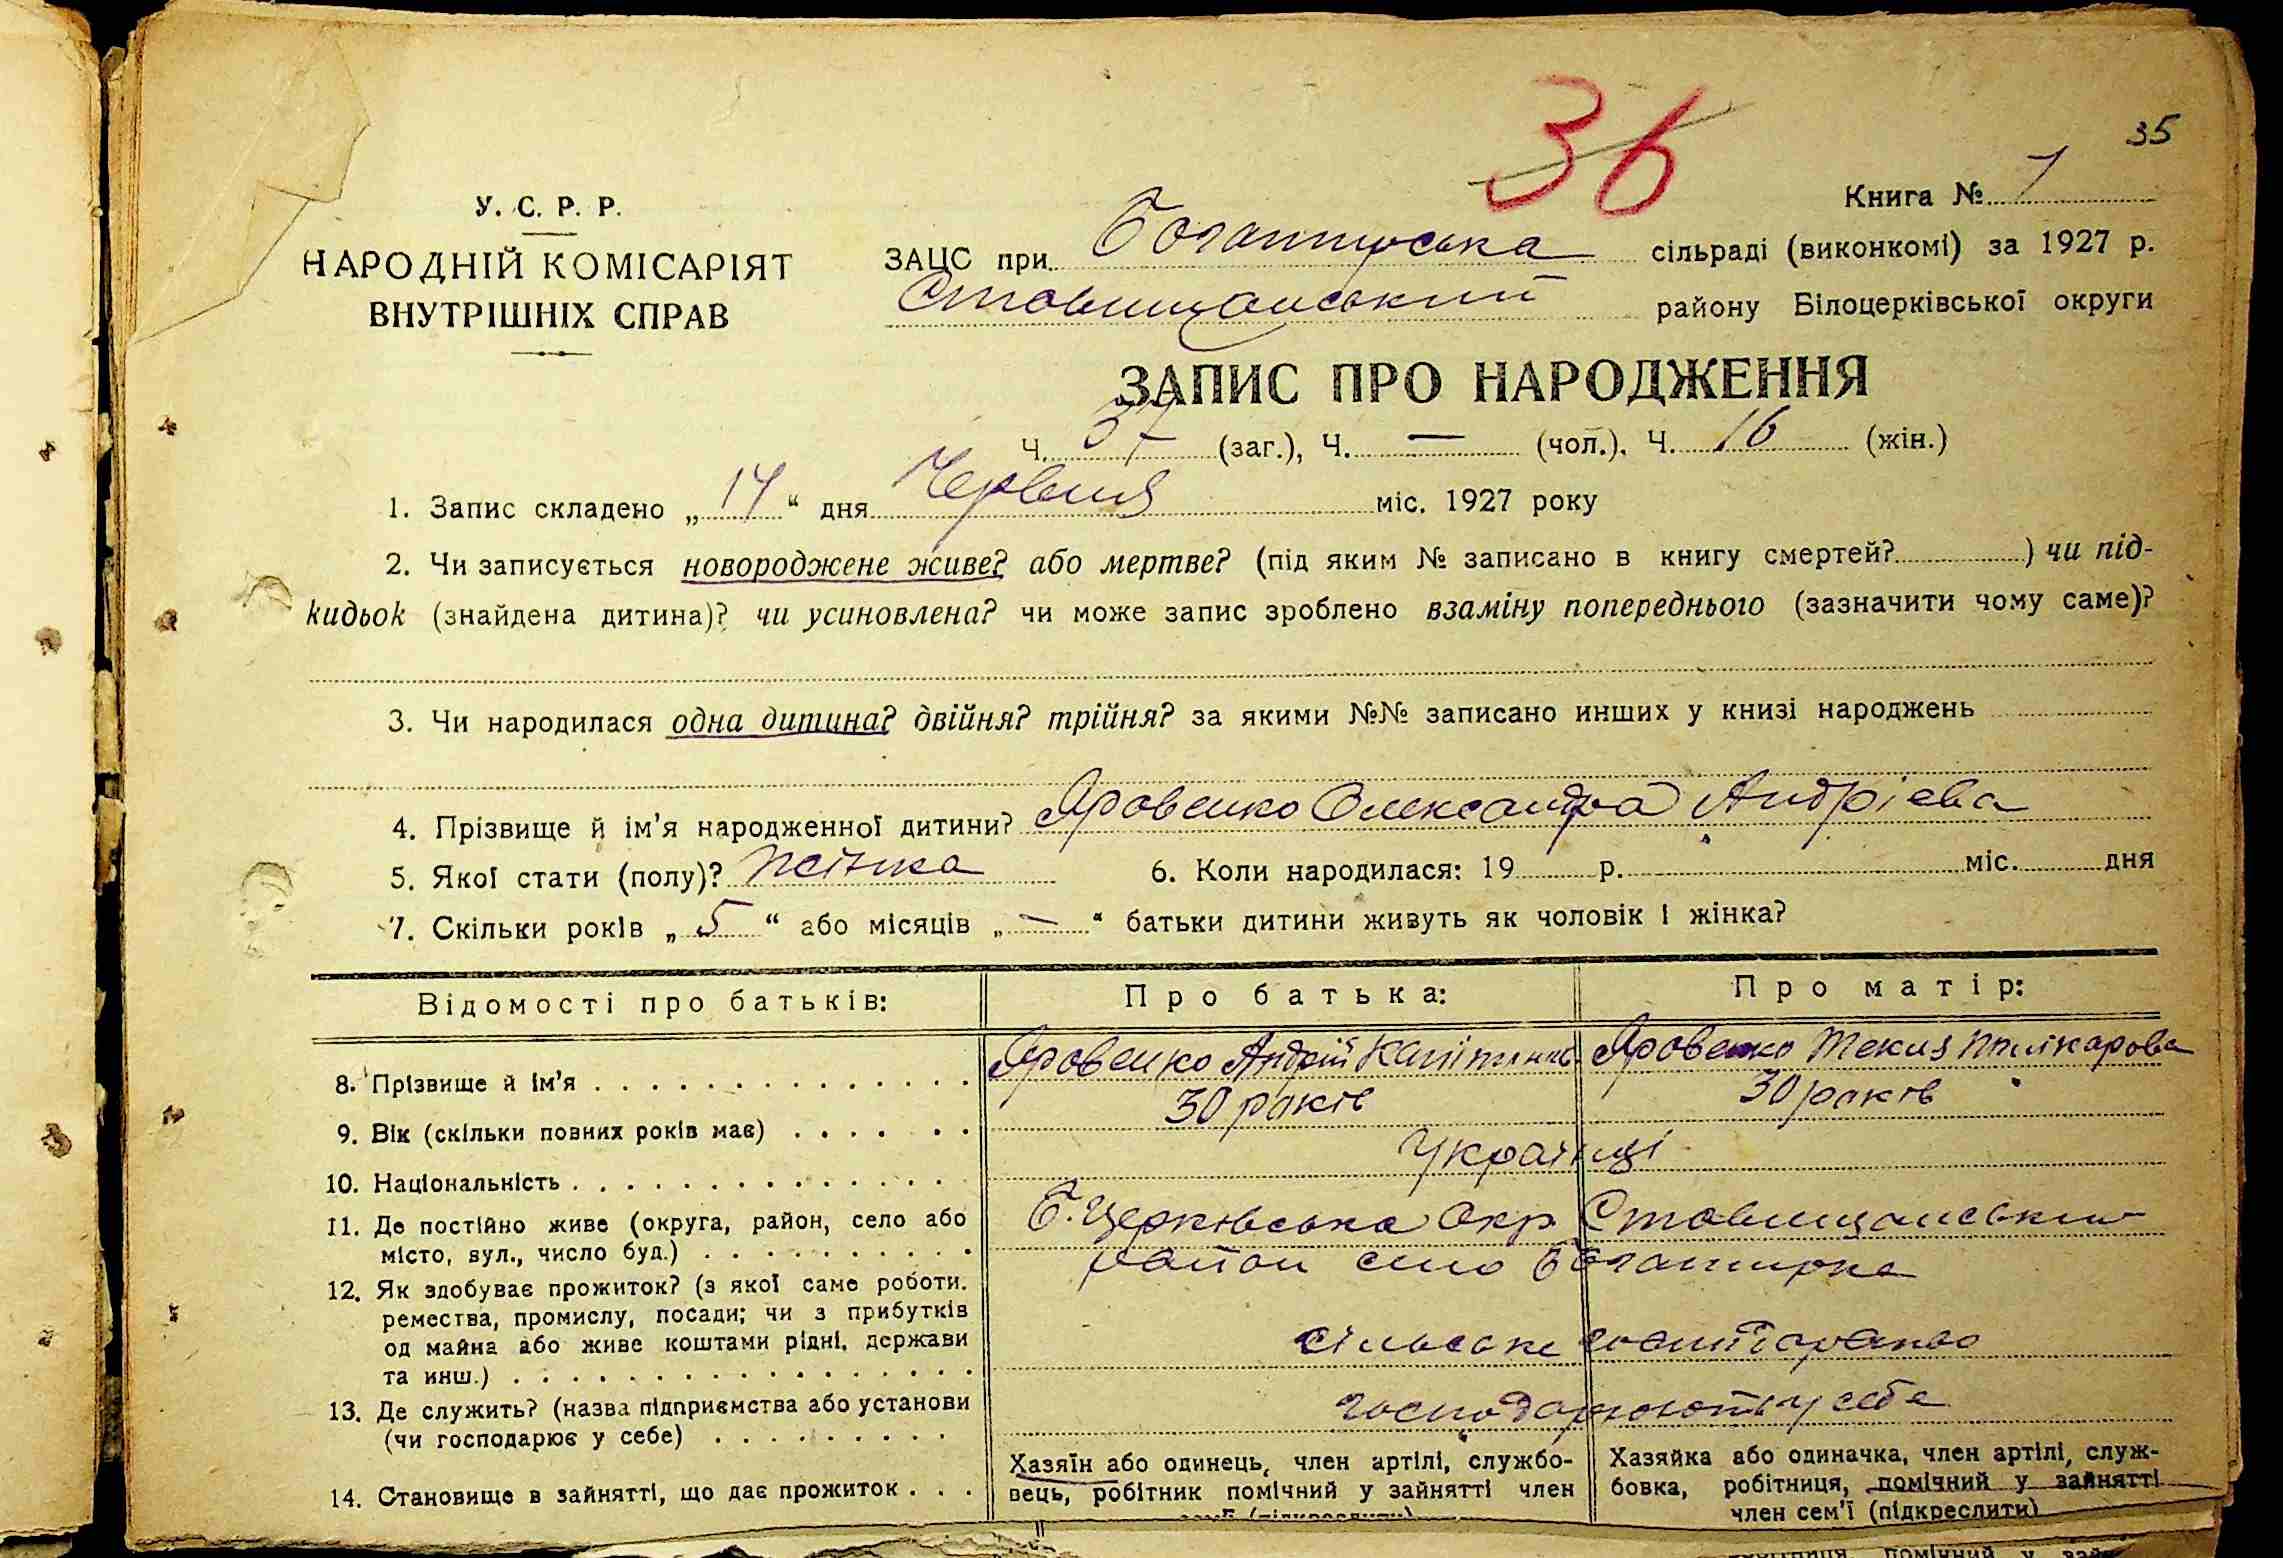 36
35
У. С. Р. Р.
НАРОДНІЙ КОМІСАРІЯТ
ВНУТРІШНІХ СПРАВ
Книга № 1
ЗАЦС при Богатирська сільраді (виконкомі) за 1927 р.
Ставищанський району Білоцерківської округи
ЗАПИС ПРО НАРОДЖЕННЯ
Ч. 37 (заг.), Ч. — (чол.), Ч. 16 (жін.)
1. Запис складено „ 14 “ дня Червня міс. 1927 року
2. Чи записується новороджене живе? або мертве? (під яким № записано в книгу смертей? ) чи під-
кидьок (знайдена дитина)? чи усиновлена? чи може запис зроблено взаміну попереднього (зазначити чому саме)?
3. Чи народилася одна дитина? двійня? трійня? за якими №№ записано инших у книзі народжень
4. Прізвище й ім’я народженної дитини? Яровенко Олександра Андрієва
5. Якої стати (полу)? Жінка 6. Коли народилася: 19 р. міс. дня
7. Скільки років „ 5 “ або місяців „ — “ батьки дитини живуть як чоловік і жінка?
Відомості про батьків: Про батька: Про матір:
8. Прізвище й ім’я Яровенко Андрій Яровенко Текия
9. Вік (скільки повних років має) 30 років 30 років
10. Національність Українці
11. Де постійно живе (округа, район, село або
місто, вул., число буд.)
Б. Церківська Окр Ставищанський
район село Богатирка
12. Як здобуває прожиток? (з якої саме роботи.
ремества, промислу, посади; чи з прибутків
од майна або живе коштами рідні, держави
та инш.)
сільське
13. Де служить? (назва підприємства або установи
(чи господарює у себе)
господарюють у себе
14. Становище в зайнятті, що дає прожиток
Хазяїн або одинець, член артілі, службо-
вець, робітник помічний у зайнятті член
Хазяйка або одиначка, член артілі, служ-
бовка, робітниця, помічний у зайнятті
член сем’ї (підкреслити)